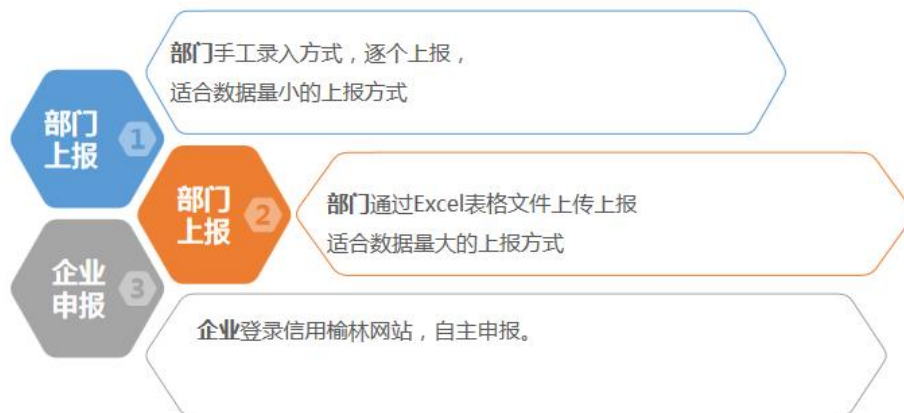 部门手工录入方式，逐个上报，
适合数据量小的上报方式
部门
上报
1
部门
上报
2
部门通过Excel表格文件上传上报
适合数据量大的上报方式
企业
申报
3
企业登录信用榆林网站，自主申报。